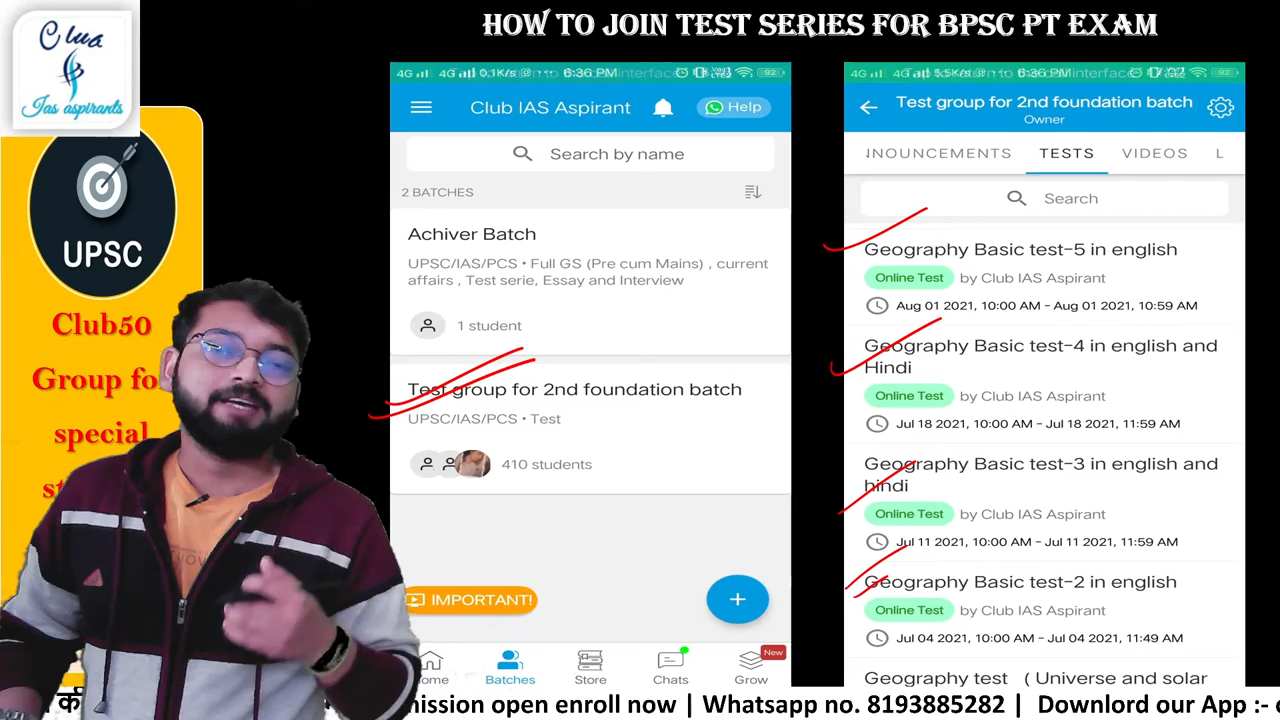 HOW TO JOIN TEST SERIES FOR BPSC PT EXAM
Club
Ias aspirants
UPSC
Club50
Group fo
special
st
6:36 PM
Club IAS Aspirant
Help
Search by name
2 BATCHES
Achiver Batch
UPSC/IAS/PCS • Full GS (Pre cum Mains) , current
affairs , Test serie, Essay and Interview
1 student
Test group for 2nd foundation batch
UPSC/IAS/PCS • Test
410 students
IMPORTANT!
ome
Batches
Store
Chats
New
Grow
6:36 PM
Test group for 2nd foundation batch
Owner
NOUNCEMENTS
TESTS
VIDEOS
L
Search
Geography Basic test-5 in english
Online Test by Club IAS Aspirant
Aug 01 2021, 10:00 AM – Aug 01 2021, 10:59 AM
Geography Basic test-4 in english and
Hindi
Online Test by Club IAS Aspirant
Jul 18 2021, 10:00 AM – Jul 18 2021, 11:59 AM
Geography Basic test-3 in english and
hindi
Online Test by Club IAS Aspirant
Jul 11 2021, 10:00 AM – Jul 11 2021, 11:59 AM
Geography Basic test-2 in english
Online Test by Club IAS Aspirant
Jul 04 2021, 10:00 AM – Jul 04 2021, 11:49 AM
Geography test ( Universe and solar
mission open enroll now | Whatsapp no. 8193885282 | Downlord our App :-